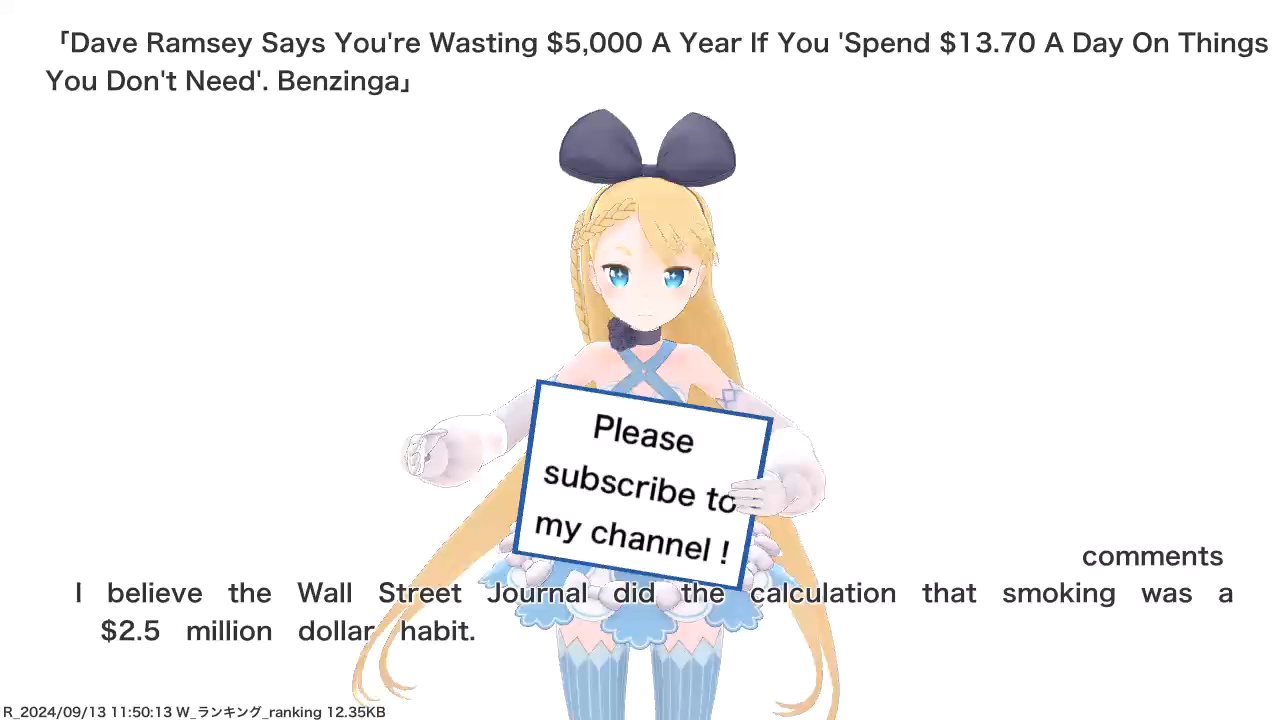 「Dave Ramsey Says You're Wasting $5,000 A Year If You 'Spend $13.70 A Day On Things
You Don't Need'. Benzinga」
Please
subscribe to
my channel !
comments
I believe the Wall Street Journal did the calculation that smoking was a
$2.5 million dollar habit.
R_2024/09/13 11:50:13 W_ランキング_ranking 12.35KB